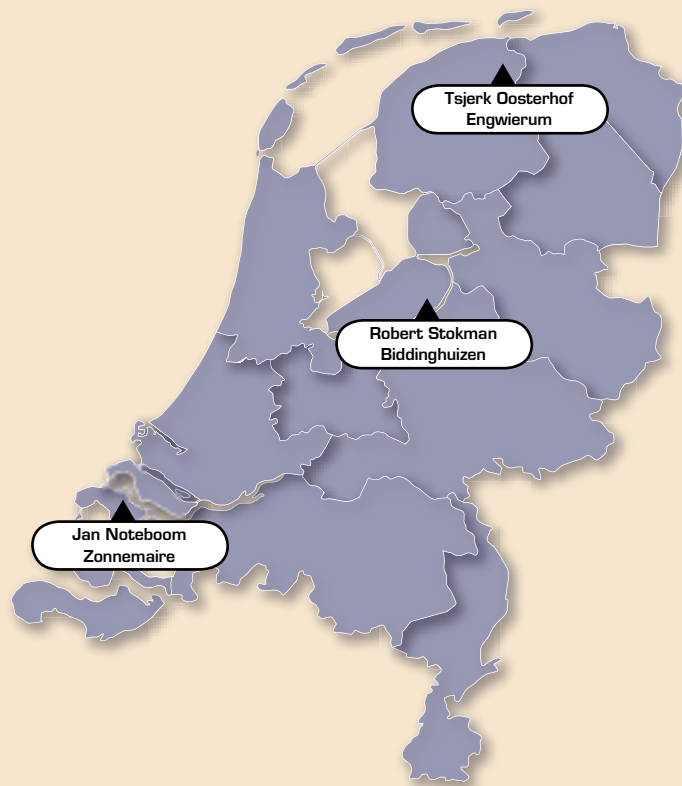 Tsjerk Oosterhof
Engwierum
Robert Stokman
Biddinghuizen
Jan Noteboom
Zonnemaire